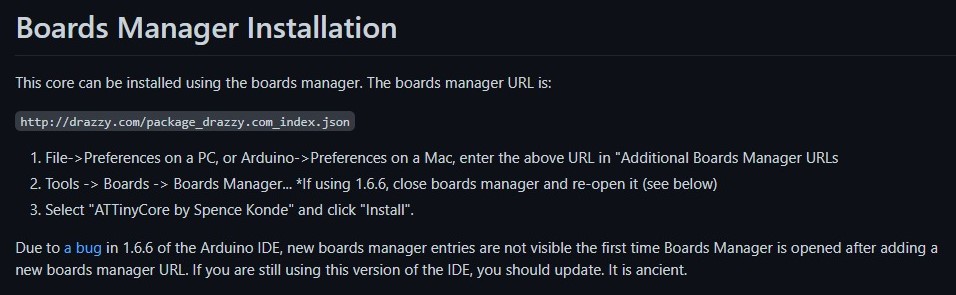 Boards Manager Installation
This core can be installed using the boards manager. The boards manager URL is:
http://drazzy.com/package_drazzy.com_index.json
1. File->Preferences on a PC, or Arduino->Preferences on a Mac, enter the above URL in "Additional Boards Manager URLs
2. Tools -> Boards -> Boards Manager... *If using 1.6.6, close boards manager and re-open it (see below)
3. Select "ATTinyCore by Spence Konde" and click "Install".
Due to a bug in 1.6.6 of the Arduino IDE, new boards manager entries are not visible the first time Boards Manager is opened after adding a
new boards manager URL. If you are still using this version of the IDE, you should update. It is ancient.